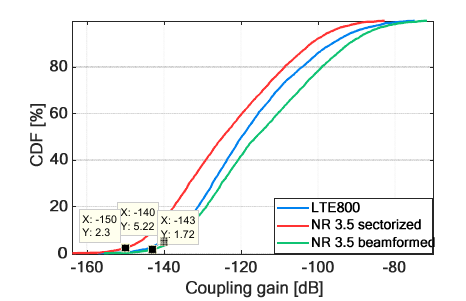 CDF [%]
80
60
40
20
0
X: -150
Y: 2.3
X: -140
Y: 5.22
X: -143
Y: 1.72
LTE800
NR 3.5 sectorized
NR 3.5 beamformed
-160
-140
-120
-100
-80
Coupling gain [dB]